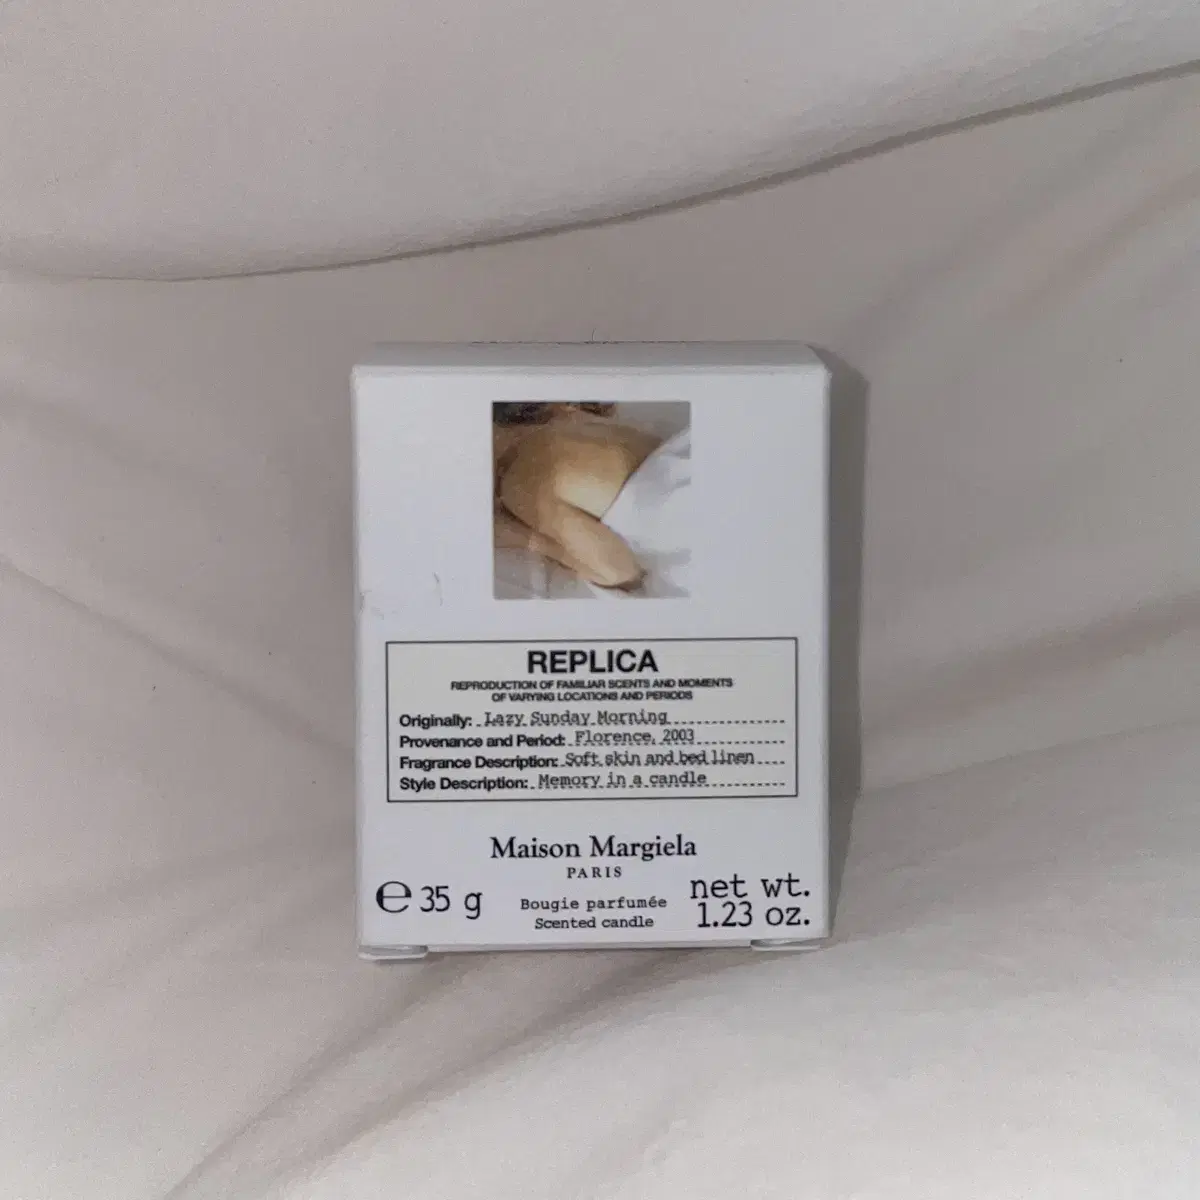 REPLICA
REPRODUCTION OF FAMILIAR SCENTS AND MOMENTS
OF VARYING LOCATIONS AND PERIODS
Originally: Lazy Sunday Morning
Provenance and Period: Florence, 2003
Fragrance Description: Soft skin and bed linen
Style Description: Memory in a candle
Maison Margiela
PARIS
℮ 35 g
Bougie parfumée
Scented candle
net wt.
1.23 oz.